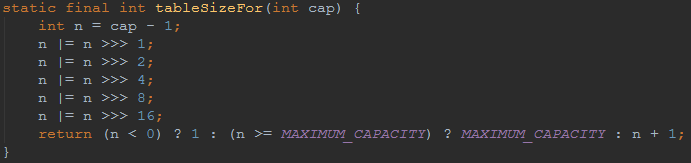 static final int tableSizeFor(int cap) {
    int n = cap - 1;
    n |= n >>> 1;
    n |= n >>> 2;
    n |= n >>> 4;
    n |= n >>> 8;
    n |= n >>> 16;
    return (n < 0) ? 1 : (n >= MAXIMUM_CAPACITY) ? MAXIMUM_CAPACITY : n + 1;
}